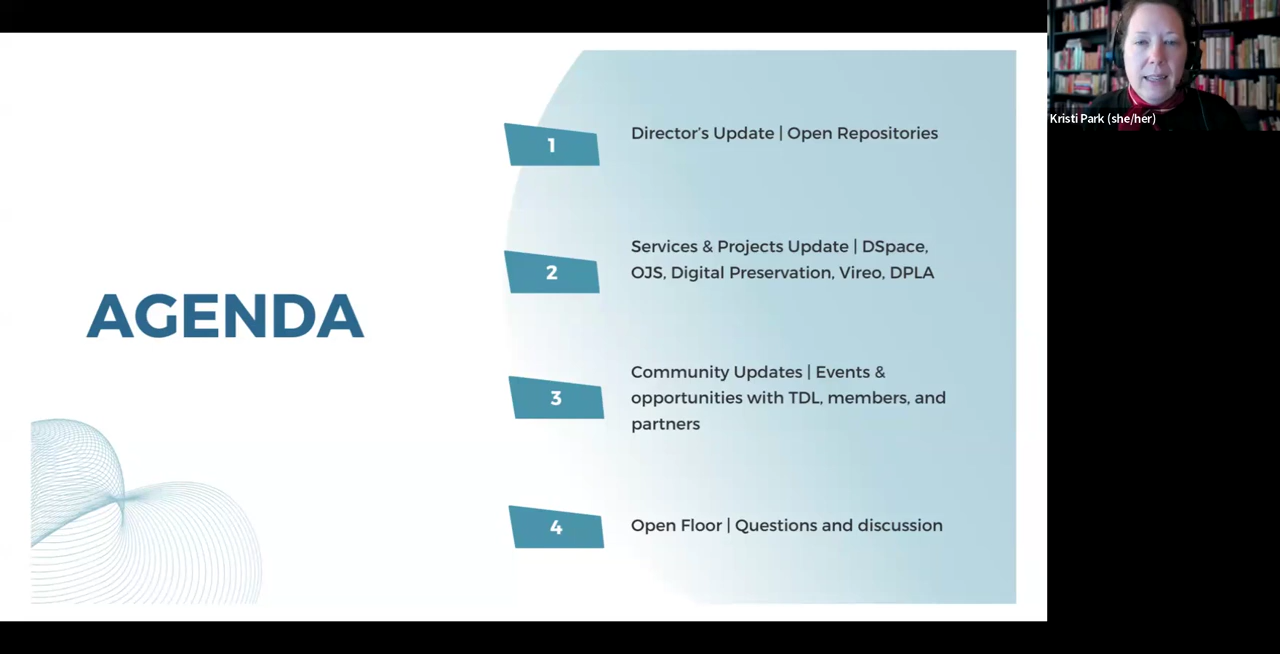 AGENDA
1
Director’s Update | Open Repositories
2
Services & Projects Update | DSpace,
OJS, Digital Preservation, Vireo, DPLA
3
Community Updates | Events &
opportunities with TDL, members, and
partners
4
Open Floor | Questions and discussion
Kristi Park (she/her)